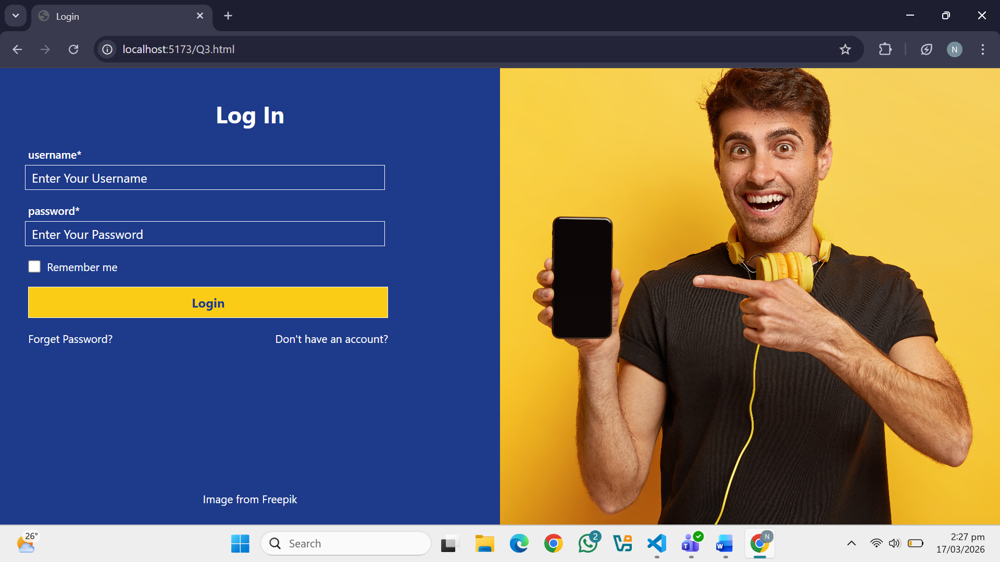 Login
localhost:5173/Q3.html
N
Log In
username*
Enter Your Username
password*
Enter Your Password
Remember me
Login
Forget Password?
Don't have an account?
Image from Freepik
26°
Search
2
T
W
N
2:27 pm
17/03/2026